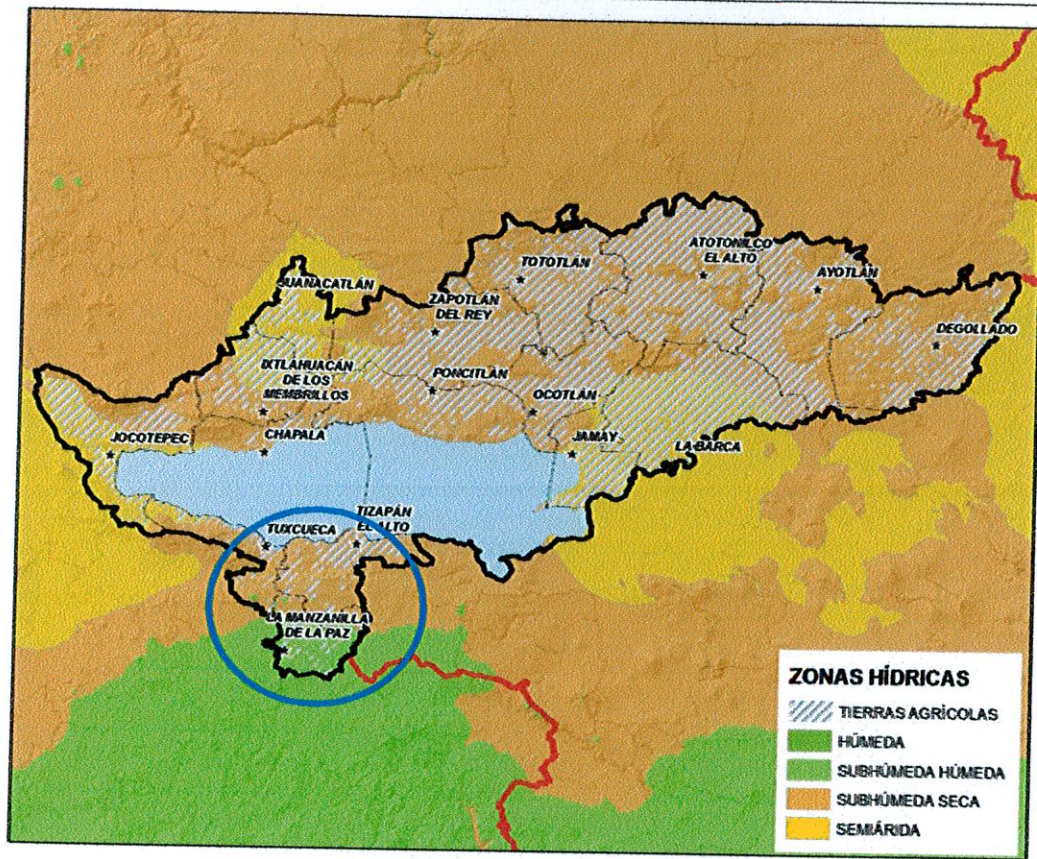 ATOTONILCO
EL ALTO
TOTOTLÁN
AYOTLÁN
ZAPOTLÁN
DEL REY
DEGOLLADO
IXTLAHUACÁN
DE LOS
MEMBRILLOS
PONCITLÁN
OCOTLÁN
JOCOTEPEC
CHAPALA
JAMAY
LA BARCA
TUXCUECA
TIZAPÁN
EL ALTO
LA MANZANILLA
DE LA PAZ
ZONAS HÍDRICAS
TIERRAS AGRÍCOLAS
HÚMEDA
SUBHÚMEDA HÚMEDA
SUBHÚMEDA SECA
SEMIÁRIDA